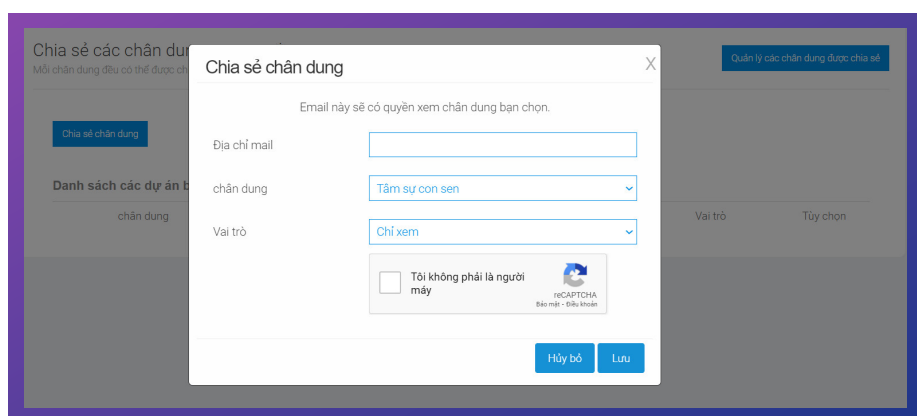 Chia sẻ các chân dun
Mỗi chân dung đều có thể được ch
Quản lý các chân dung được chia sẻ
Chia sẻ chân dung
X
Email này sẽ có quyền xem chân dung bạn chọn.
Chia sẻ chân dung
Địa chỉ mail
Danh sách các dự án b
chân dung
Tâm sự con sen
chân dung
Vai trò
Tùy chọn
Vai trò
Chỉ xem
Tôi không phải là người
máy
reCAPTCHA
Bảo mật - Điều khoản
Hủy bỏ
Lưu